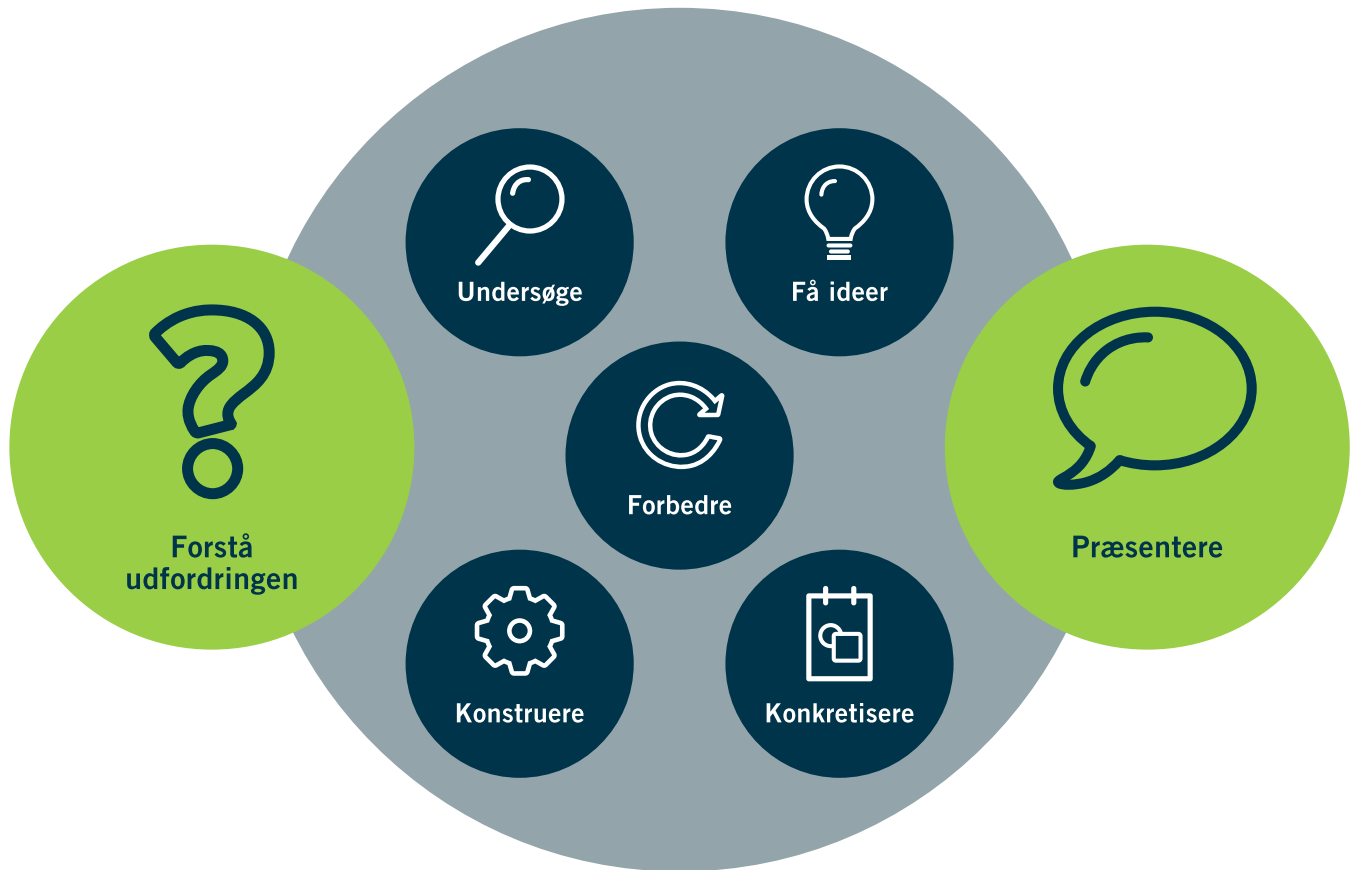 Undersøge
Få ideer
Forstå
udfordringen
Forbedre
Præsentere
Konstruere
Konkretisere